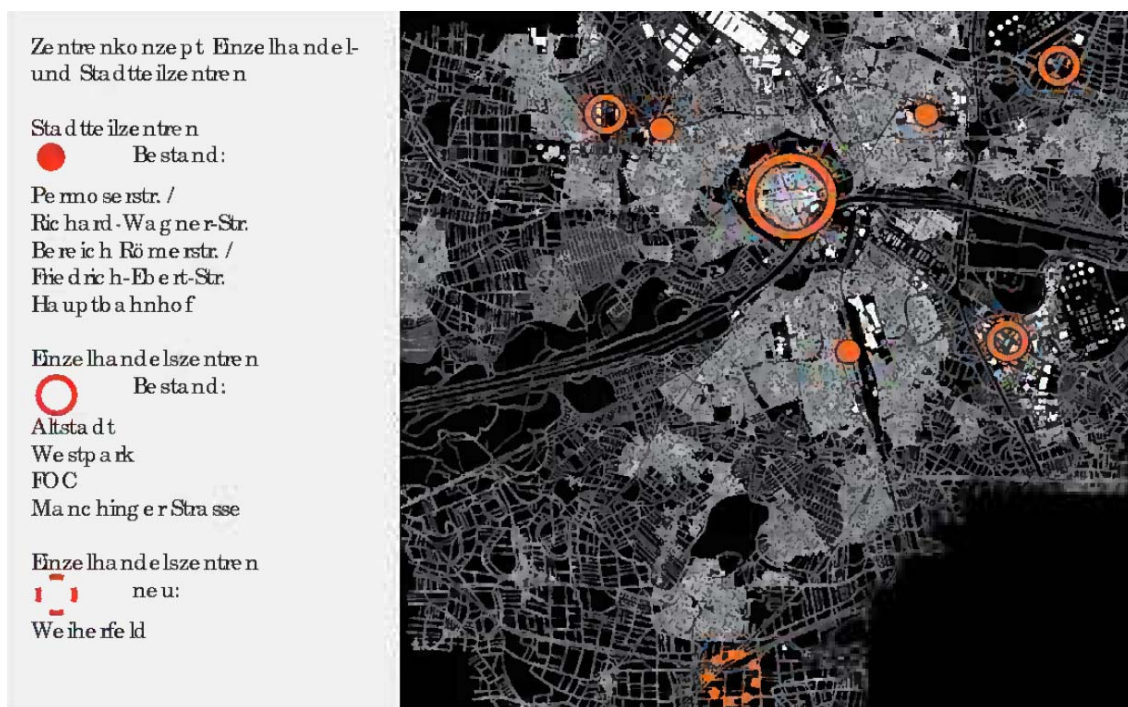 Zentrenkonzept Einzelhandel-
und Stadtteilzentren
Stadtteilzentren
Bestand:
Permoserstr. /
Richard-Wagner-Str.
Bereich Römerstr. /
Friedrich-Ebert-Str.
Hauptbahnhof
Einzelhandelszentren
Bestand:
Altstadt
Westpark
FOC
Manchinger Strasse
Einzelhandelszentren
neu:
Weiherfeld